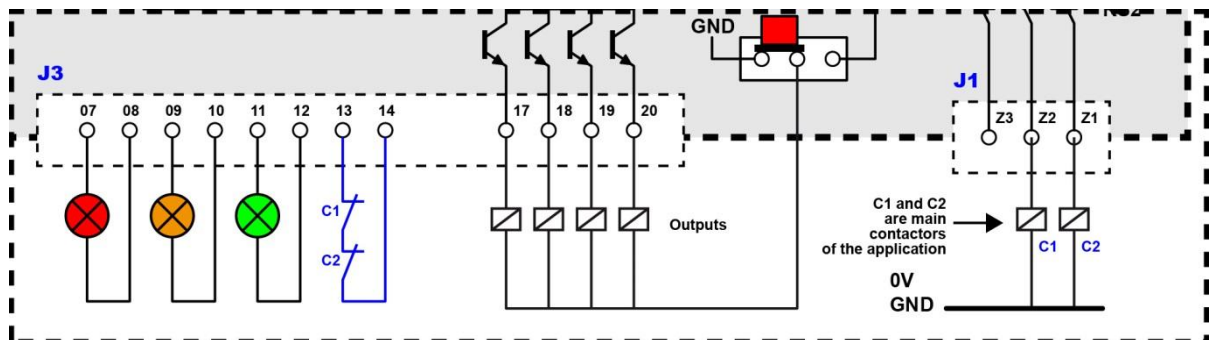 GND
J3
07 08 09 10 11 12 13 14 17 18 19 20
J1
Z3 Z2 Z1
C1
C2
Outputs
C1 and C2
are main
contactors
of the application
C1 C2
0V
GND